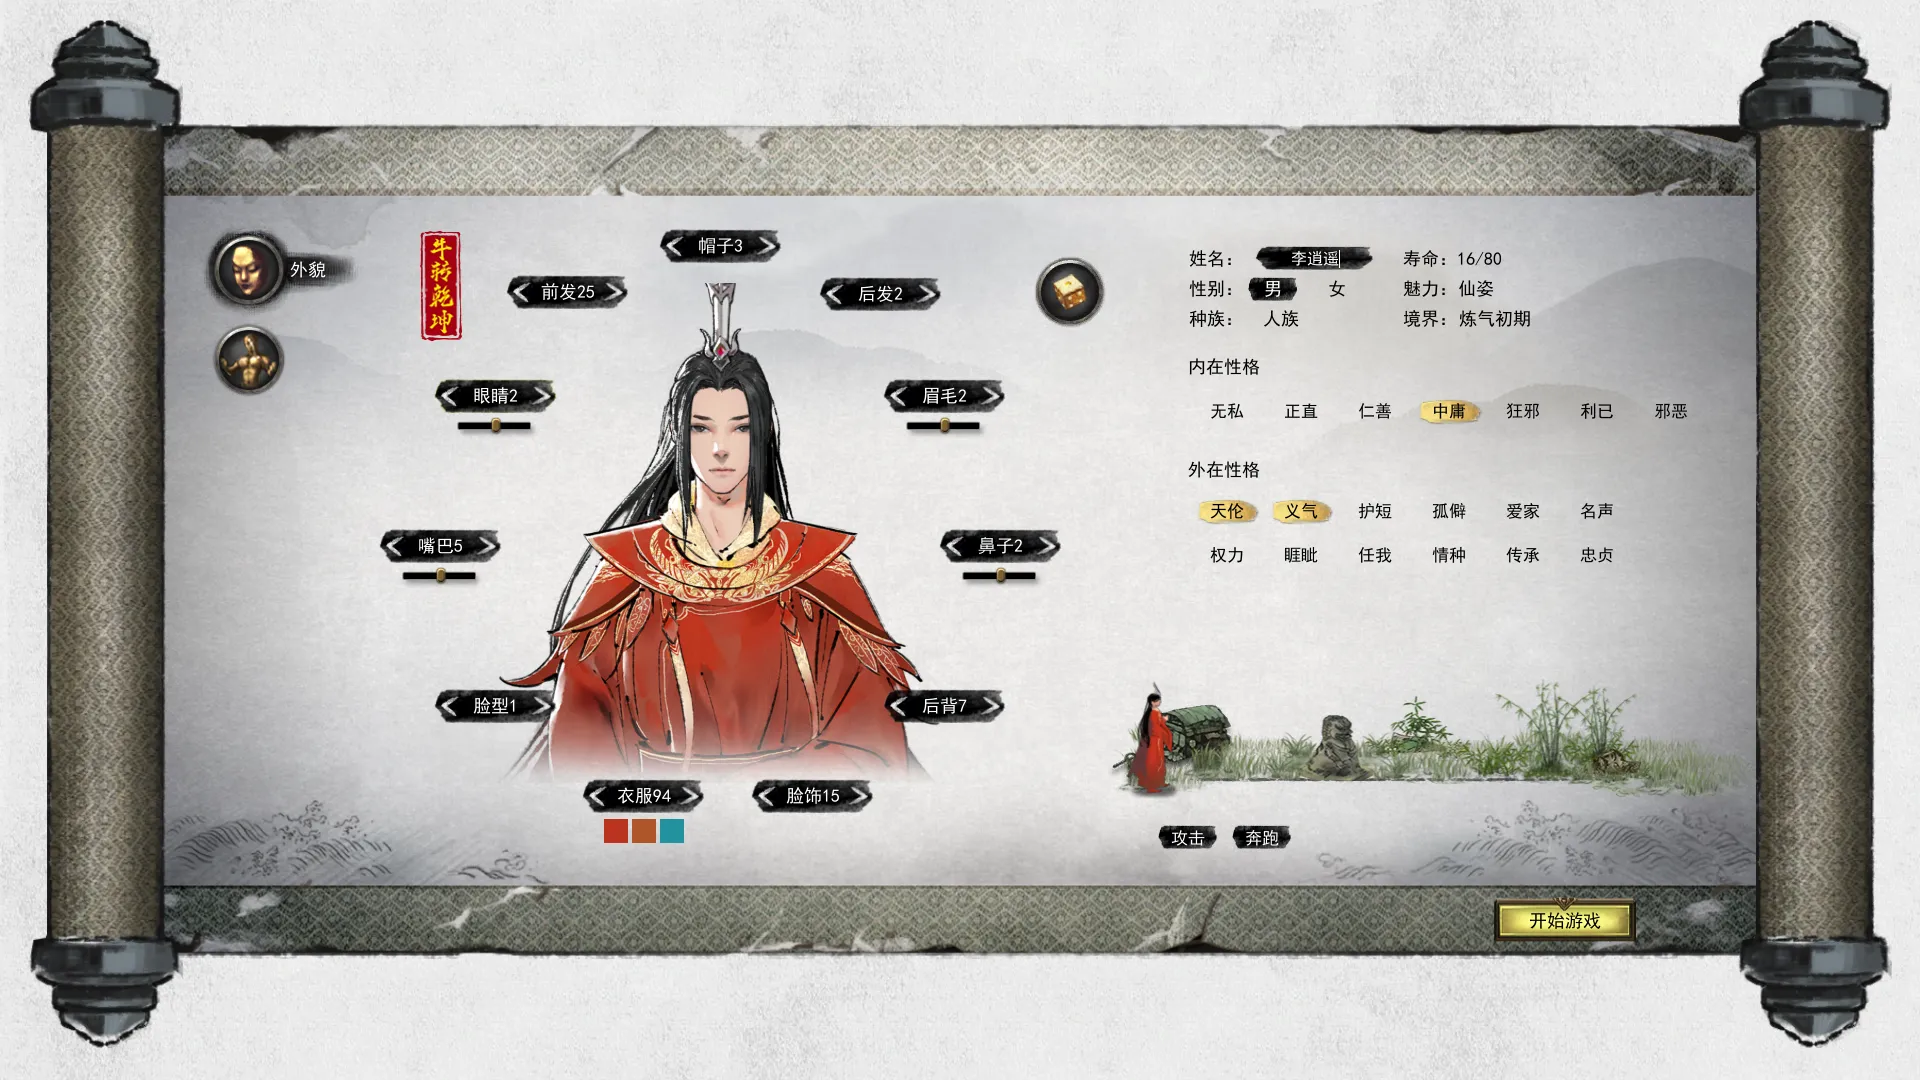 外貌
牛转乾坤
帽子3
前发25
后发2
眼睛2
眉毛2
嘴巴5
鼻子2
脸型1
后背7
衣服94
脸饰15
姓名： 李逍遥 寿命：16/80
性别： 男 女 魅力：仙姿
种族： 人族 境界：炼气初期
内在性格
无私 正直 仁善 中庸 狂邪 利已 邪恶
外在性格
天伦 义气 护短 孤僻 爱家 名声
权力 睚眦 任我 情种 传承 忠贞
攻击 奔跑
开始游戏